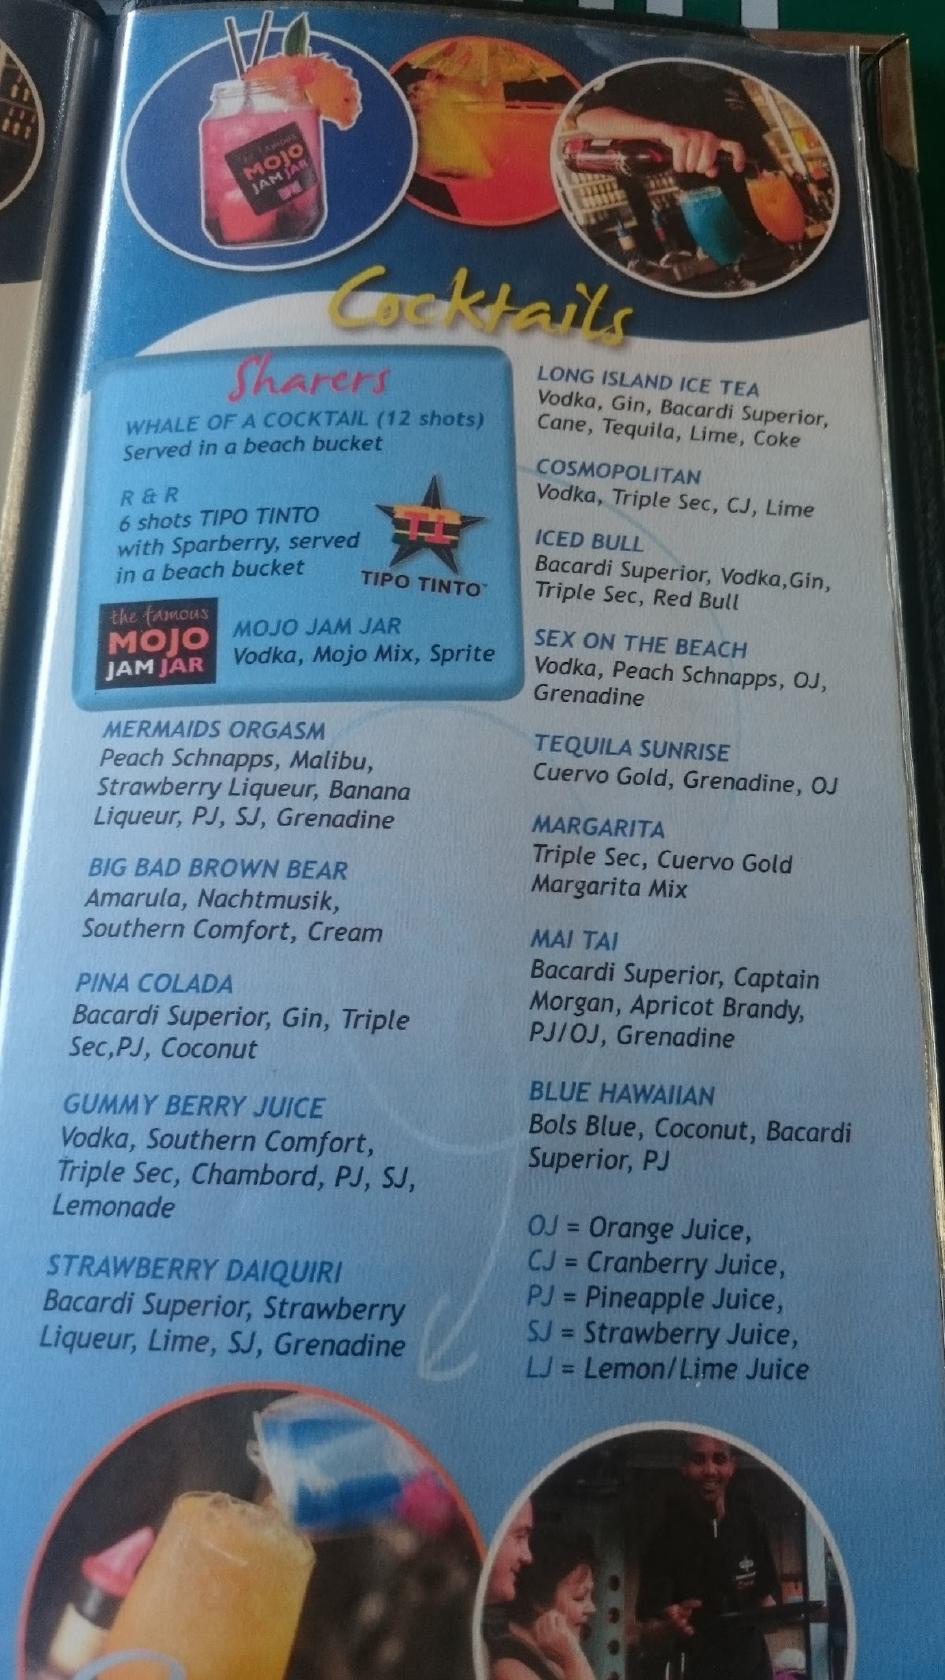 the famous
MOJO
JAM JAR
Cocktails
Sharers
WHALE OF A COCKTAIL (12 shots)
Served in a beach bucket
R & R
6 shots TIPO TINTO
with Sparberry, served
in a beach bucket
TT
TIPO TINTO
the famous
MOJO
JAM JAR
MOJO JAM JAR
Vodka, Mojo Mix, Sprite
MERMAIDS ORGASM
Peach Schnapps, Malibu,
Strawberry Liqueur, Banana
Liqueur, PJ, SJ, Grenadine
BIG BAD BROWN BEAR
Amarula, Nachtmusik,
Southern Comfort, Cream
PINA COLADA
Bacardi Superior, Gin, Triple
Sec,PJ, Coconut
GUMMY BERRY JUICE
Vodka, Southern Comfort,
Triple Sec, Chambord, PJ, SJ,
Lemonade
STRAWBERRY DAIQUIRI
Bacardi Superior, Strawberry
Liqueur, Lime, SJ, Grenadine
LONG ISLAND ICE TEA
Vodka, Gin, Bacardi Superior,
Cane, Tequila, Lime, Coke
COSMOPOLITAN
Vodka, Triple Sec, CJ, Lime
ICED BULL
Bacardi Superior, Vodka,Gin,
Triple Sec, Red Bull
SEX ON THE BEACH
Vodka, Peach Schnapps, OJ,
Grenadine
TEQUILA SUNRISE
Cuervo Gold, Grenadine, OJ
MARGARITA
Triple Sec, Cuervo Gold
Margarita Mix
MAI TAI
Bacardi Superior, Captain
Morgan, Apricot Brandy,
PJ/OJ, Grenadine
BLUE HAWAIIAN
Bols Blue, Coconut, Bacardi
Superior, PJ
OJ = Orange Juice,
CJ = Cranberry Juice,
PJ = Pineapple Juice,
SJ = Strawberry Juice,
LJ = Lemon/Lime Juice